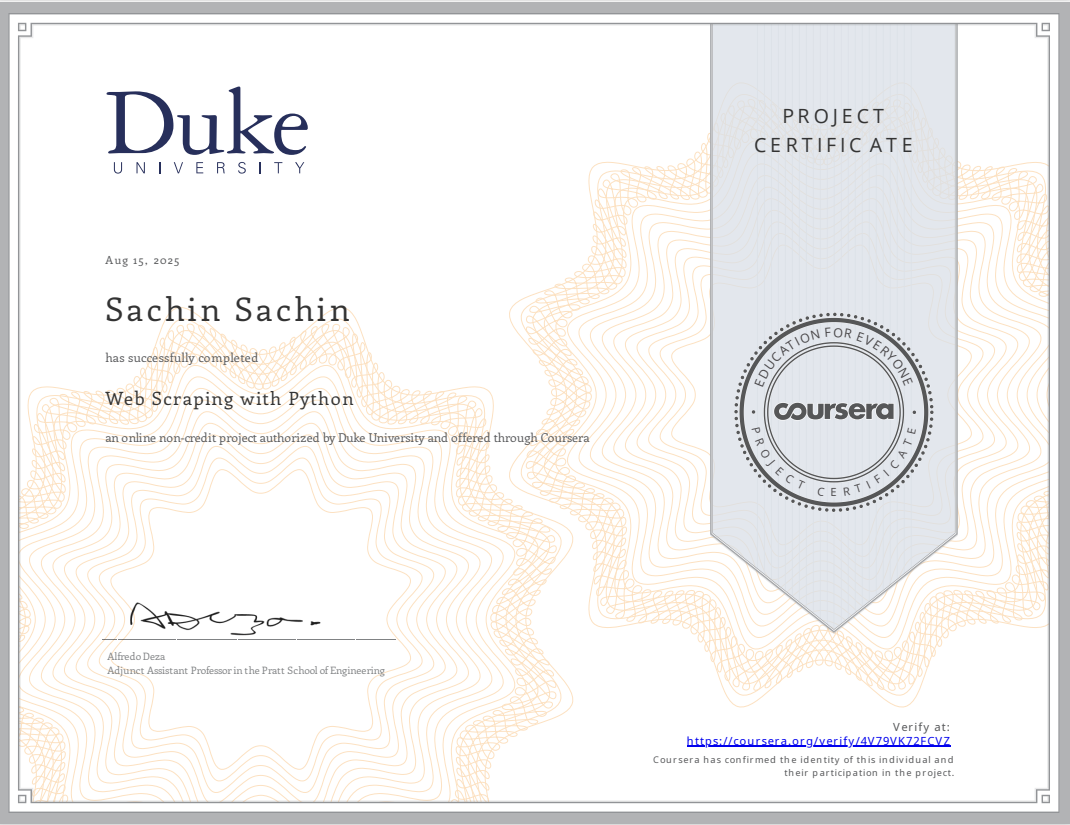 Duke
UNIVERSITY
PROJECT
CERTIFICATE
Aug 15, 2025
Sachin Sachin
has successfully completed
Web Scraping with Python
an online non-credit project authorized by Duke University and offered through Coursera
EDUCATION FOR EVERYONE
coursera
PROJECT CERTIFICATE
Alfredo Deza
Adjunct Assistant Professor in the Pratt School of Engineering
Verify at:
https://coursera.org/verify/4V79VK72FCVZ
Coursera has confirmed the identity of this individual and
their participation in the project.